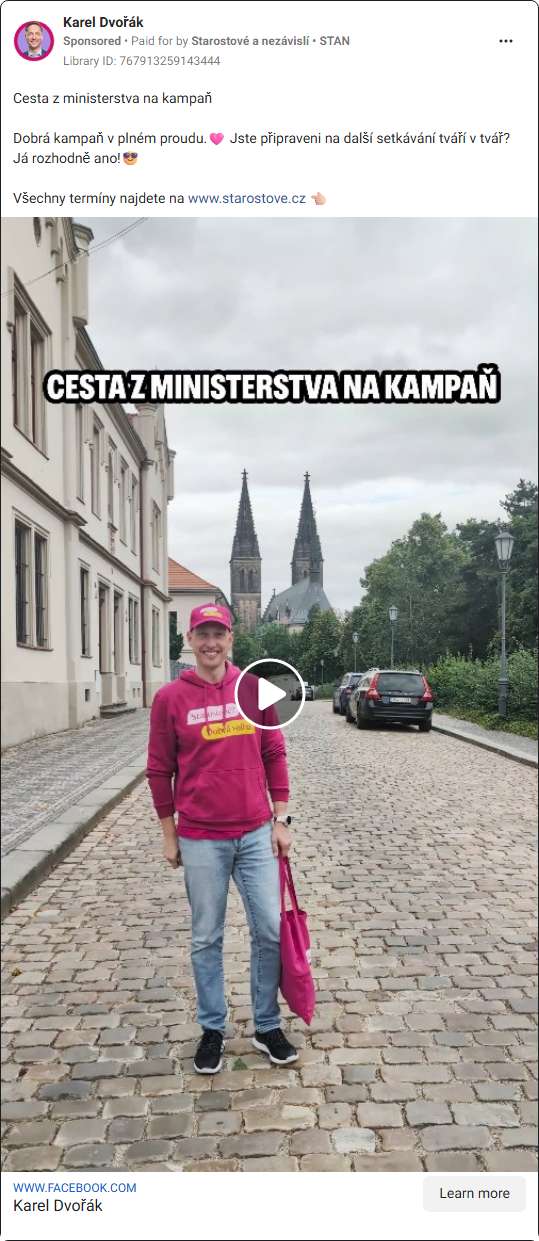 Karel Dvořák
Sponsored • Paid for by Starostové a nezávislí • STAN
Library ID: 767913259143444
Cesta z ministerstva na kampaň
Dobrá kampaň v plném proudu.🩷 Jste připraveni na další setkávání tváří v tvář?
Já rozhodně ano!😎
Všechny termíny najdete na www.starostove.cz 👈🏻
CESTA Z MINISTERSTVA NA KAMPAŇ
Starostové
Dobrá volba
WWW.FACEBOOK.COM
Karel Dvořák
Learn more